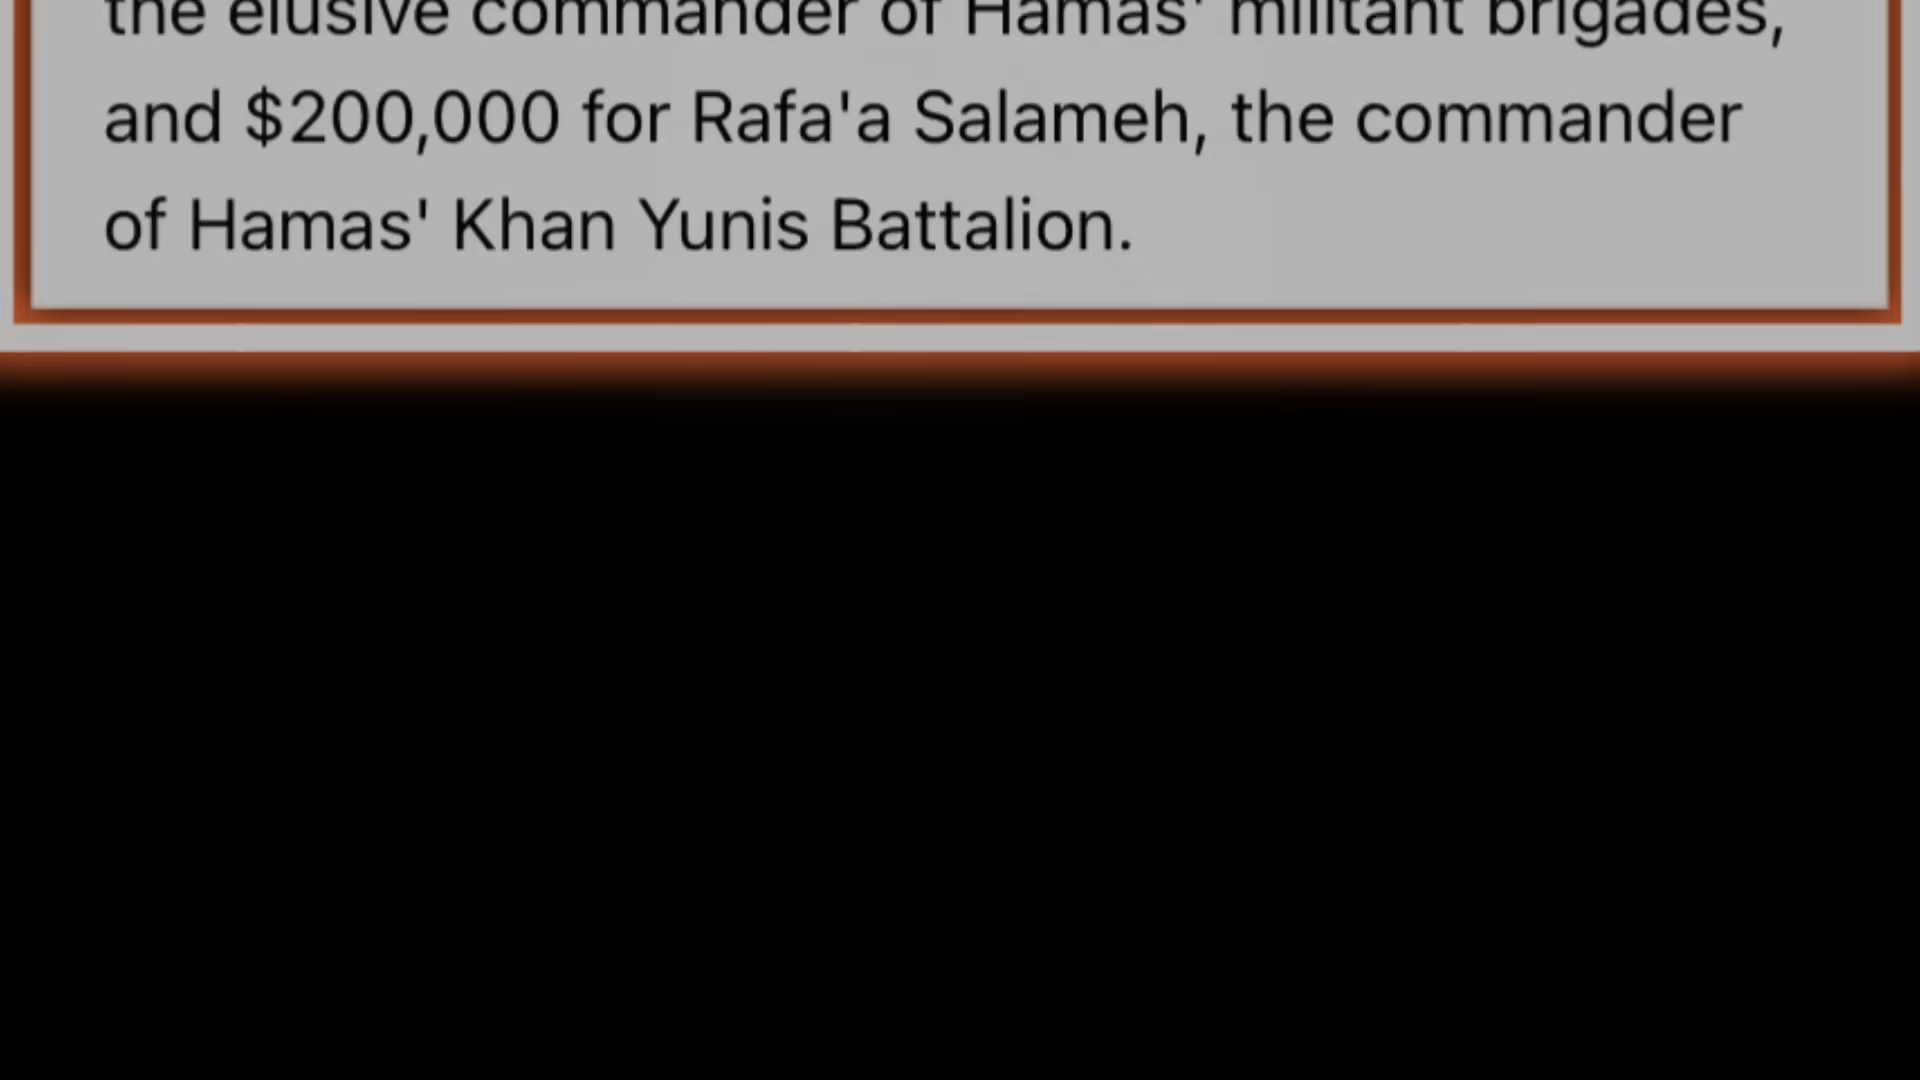 the elusive commander of Hamas' militant brigades,
and $200,000 for Rafa'a Salameh, the commander
of Hamas' Khan Yunis Battalion.